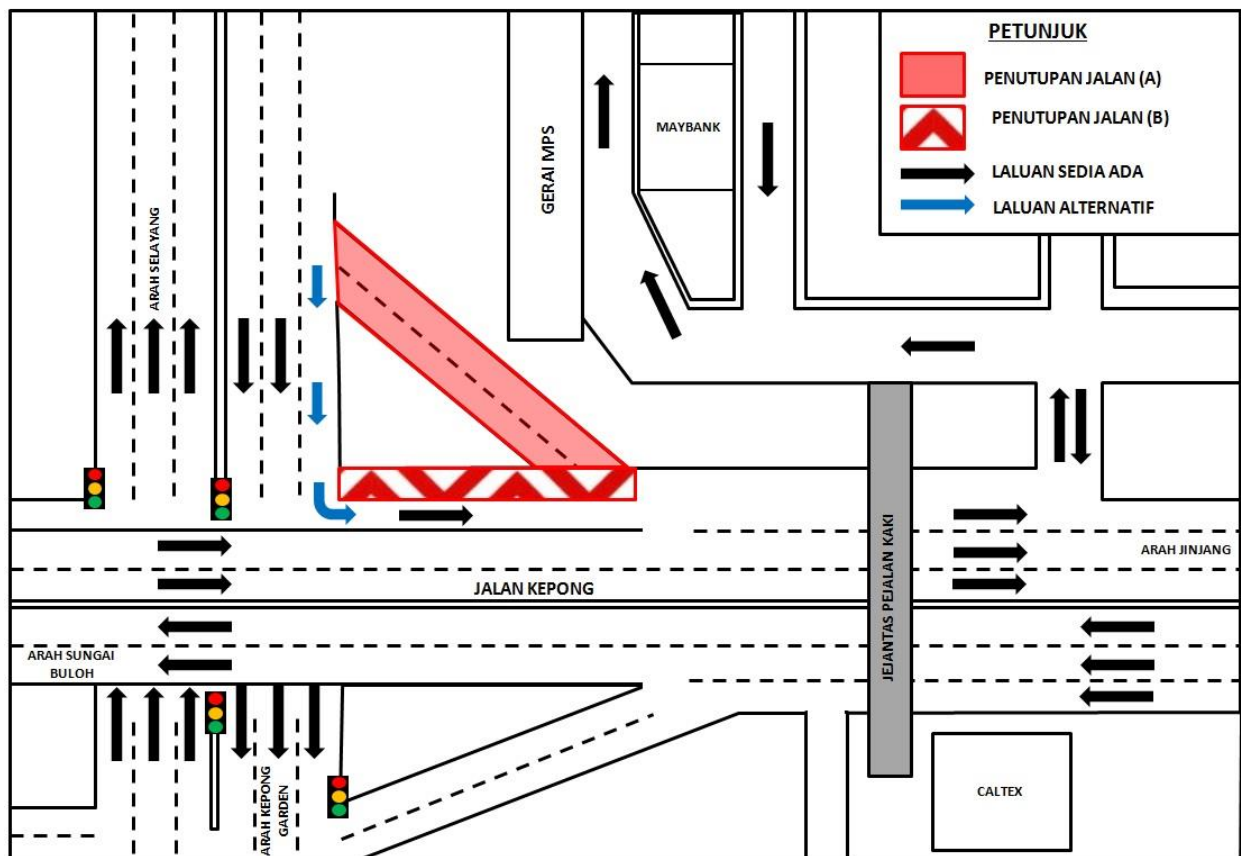 PETUNJUK
PENUTUPAN JALAN (A)
PENUTUPAN JALAN (B)
LALUAN SEDIA ADA
LALUAN ALTERNATIF
MAYBANK
GERAI MPS
ARAH SELAYANG
ARAH JINJANG
JALAN KEPONG
JEJANTAS PEJALAN KAKI
ARAH SUNGAI
BULOH
ARAH KEPONG
GARDEN
CALTEX